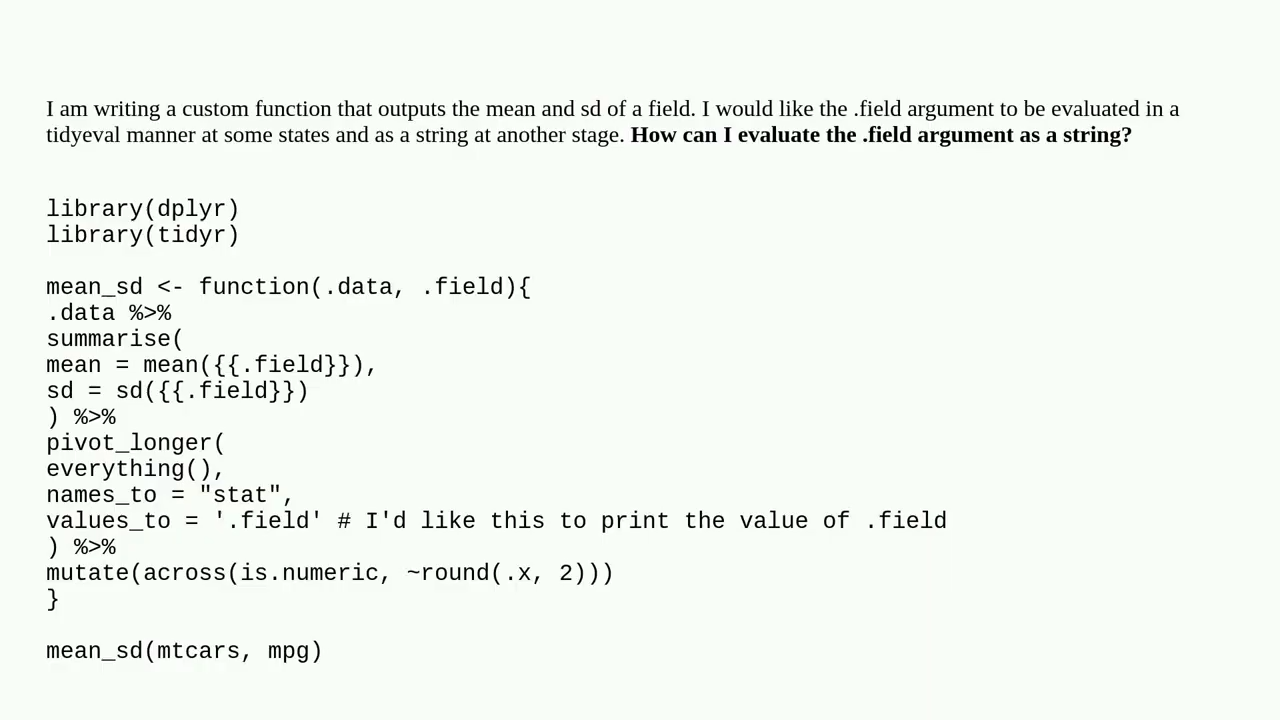 I am writing a custom function that outputs the mean and sd of a field. I would like the .field argument to be evaluated in a
tidyeval manner at some states and as a string at another stage. How can I evaluate the .field argument as a string?
library(dplyr)
library(tidyr)
mean_sd <- function(.data, .field){
.data %>%
summarise(
mean = mean({{.field}}),
sd = sd({{.field}})
) %>%
pivot_longer(
everything(),
names_to = "stat",
values_to = '.field' # I'd like this to print the value of .field
) %>%
mutate(across(is.numeric, ~round(.x, 2)))
}
mean_sd(mtcars, mpg)